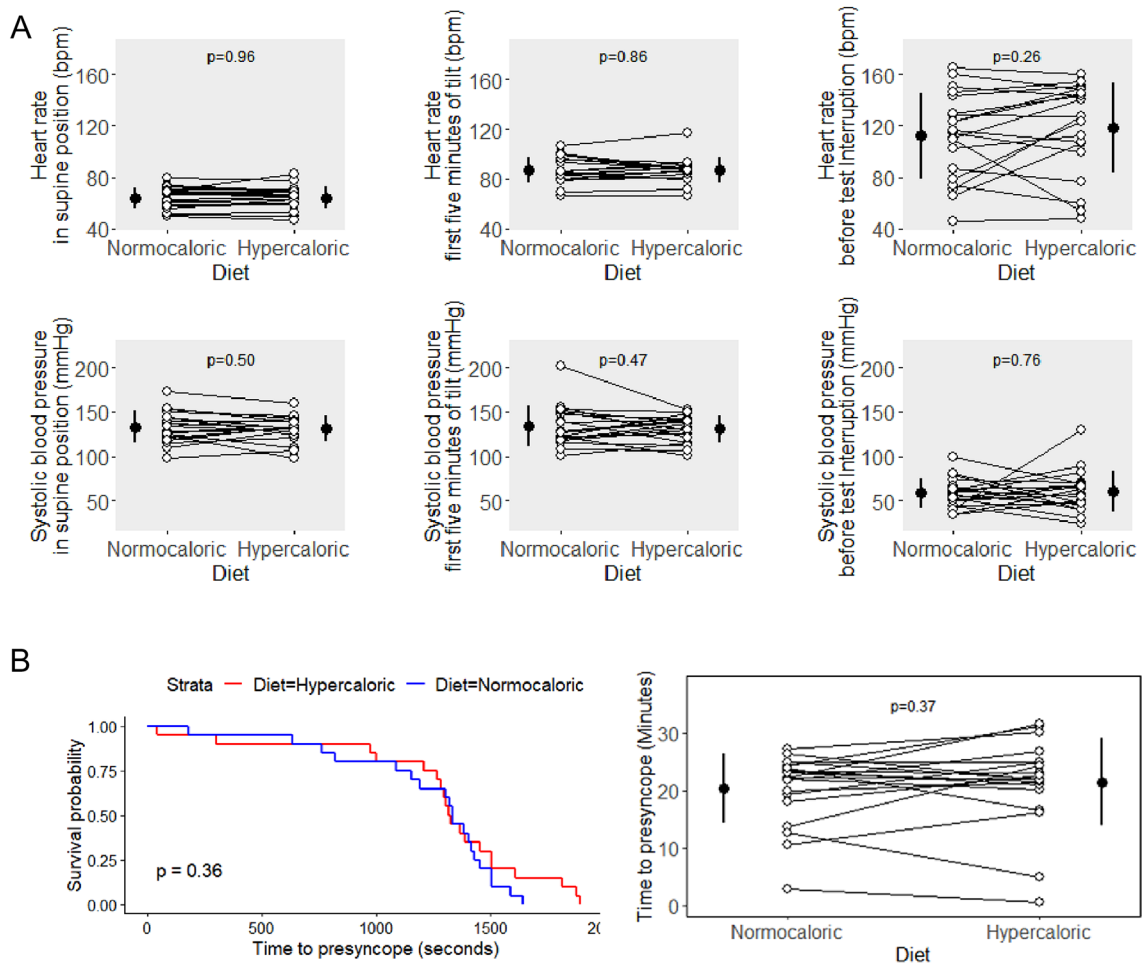 A
Heart rate
in supine position (bpm)
p=0.96
160
120
80
40
Normocaloric Hypercaloric
Diet
Heart rate
first five minutes of tilt (bpm)
p=0.86
160
120
80
40
Normocaloric Hypercaloric
Diet
Heart rate
before test Interruption (bpm)
p=0.26
160
120
80
40
Normocaloric Hypercaloric
Diet
Systolic blood pressure
in supine position (mmHg)
p=0.50
200
150
100
50
Normocaloric Hypercaloric
Diet
Systolic blood pressure
first five minutes of tilt (mmHg)
p=0.47
200
150
100
50
Normocaloric Hypercaloric
Diet
Systolic blood pressure
before test Interruption (mmHg)
p=0.76
200
150
100
50
Normocaloric Hypercaloric
Diet
B
Strata Diet=Hypercaloric Diet=Normocaloric
Survival probability
1.00
0.75
0.50
0.25
0.00
p = 0.36
0 500 1000 1500 20
Time to presyncope (seconds)
Time to presyncope (Minutes)
p=0.37
30
20
10
0
Normocaloric Hypercaloric
Diet